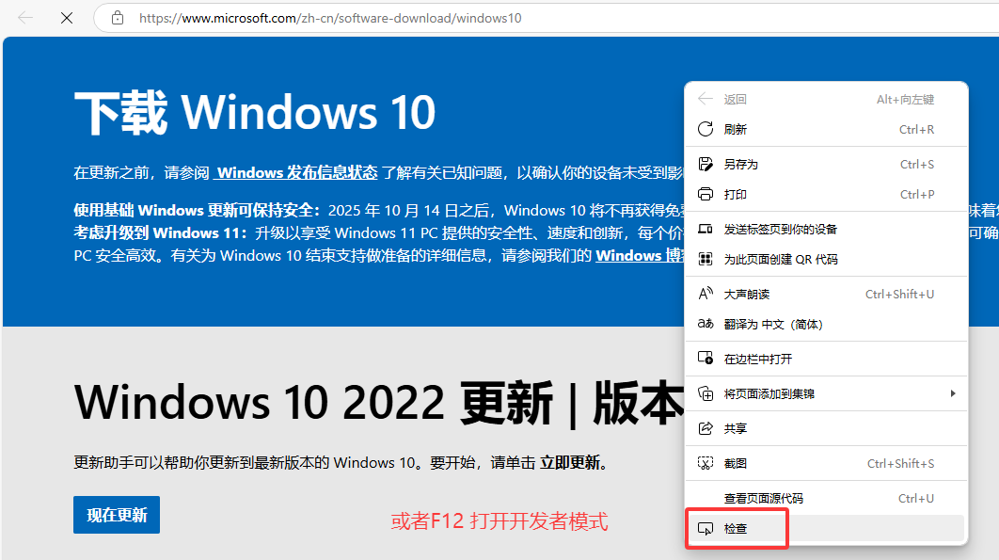 https://www.microsoft.com/zh-cn/software-download/windows10
下载 Windows 10
在更新之前，请参阅 Windows 发布信息状态 了解有关已知问题，以确认你的设备未受到影
使用基础 Windows 更新可保持安全：2025 年 10 月 14 日之后，Windows 10 将不再获得免 味着
考虑升级到 Windows 11：升级以享受 Windows 11 PC 提供的安全性、速度和创新，每个价 可确
PC 安全高效。有关为 Windows 10 结束支持做准备的详细信息，请参阅我们的 Windows 博
Windows 10 2022 更新 | 版本
更新助手可以帮助你更新到最新版本的 Windows 10。要开始，请单击 立即更新。
现在更新
或者F12 打开开发者模式
返回 Alt+向左键
刷新 Ctrl+R
另存为 Ctrl+S
打印 Ctrl+P
发送标签页到你的设备
为此页面创建 QR 代码
大声朗读 Ctrl+Shift+U
翻译为 中文（简体）
在边栏中打开
将页面添加到集锦
共享
截图 Ctrl+Shift+S
查看页面源代码 Ctrl+U
检查